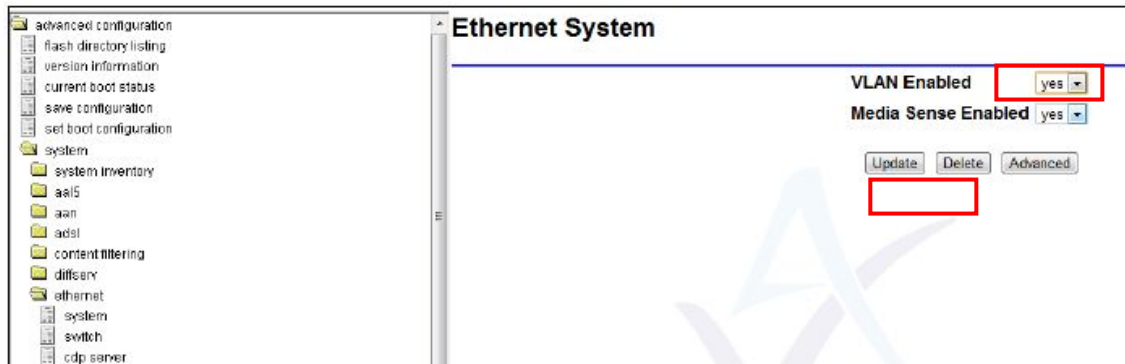 advanced configuration
flash directory listing
version information
current boot status
save configuration
set boot configuration
system
system inventory
aal5
aan
adsl
content filtering
diffserv
ethernet
system
switch
cdp server
Ethernet System
VLAN Enabled yes
Media Sense Enabled yes
Update Delete Advanced